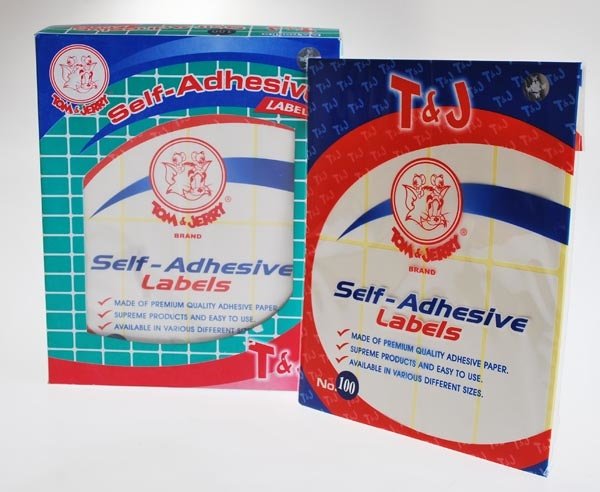 TOM & JERRY
Self-Adhesive
LABEL
TOM & JERRY
BRAND
Self-Adhesive
Labels
MADE OF PREMIUM QUALITY ADHESIVE PAPER.
SUPREME PRODUCTS AND EASY TO USE.
AVAILABLE IN VARIOUS DIFFERENT
T&J
T&J
TOM & JERRY
BRAND
Self-Adhesive
Labels
MADE OF PREMIUM QUALITY ADHESIVE PAPER.
SUPREME PRODUCTS AND EASY TO USE.
AVAILABLE IN VARIOUS DIFFERENT SIZES.
No. 100